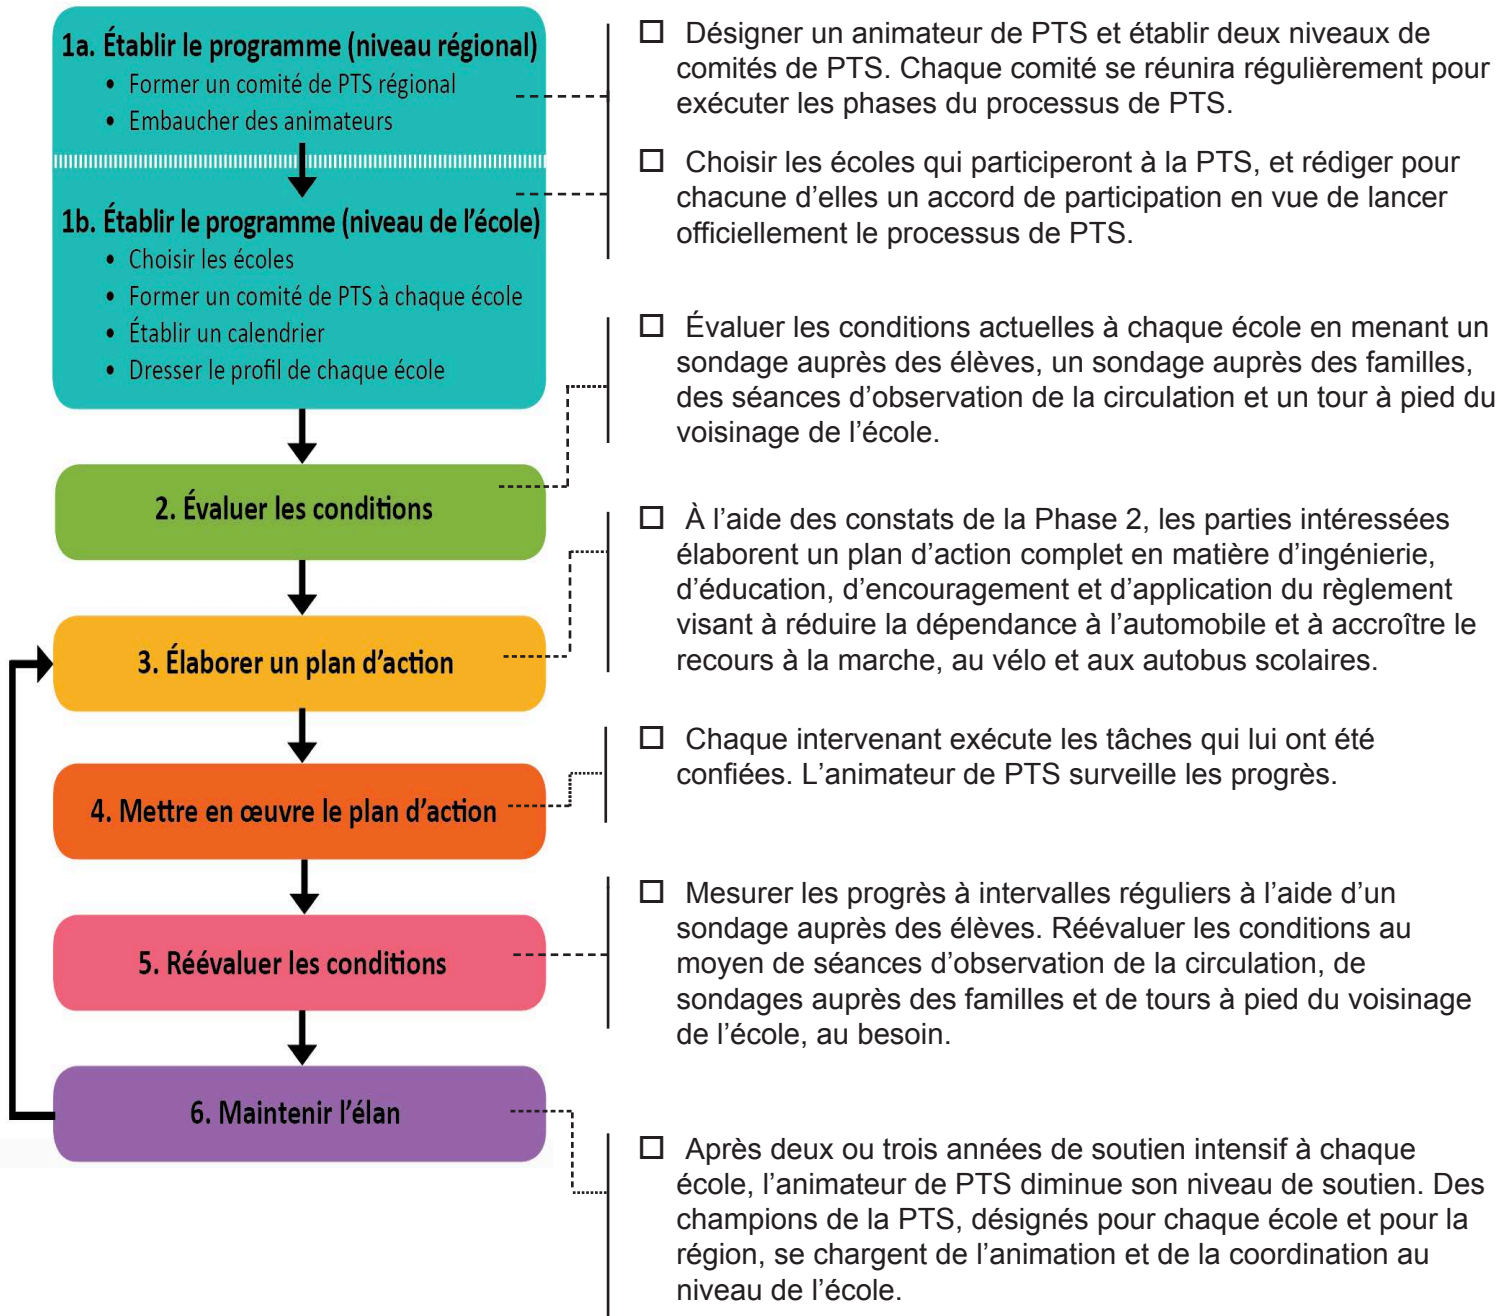 1a. Établir le programme (niveau régional)
• Former un comité de PTS régional
• Embaucher des animateurs
1b. Établir le programme (niveau de l’école)
• Choisir les écoles
• Former un comité de PTS à chaque école
• Établir un calendrier
• Dresser le profil de chaque école
2. Évaluer les conditions
3. Élaborer un plan d’action
4. Mettre en œuvre le plan d’action
5. Réévaluer les conditions
6. Maintenir l’élan
☐ Désigner un animateur de PTS et établir deux niveaux de
comités de PTS. Chaque comité se réunira régulièrement pour
exécuter les phases du processus de PTS.
☐ Choisir les écoles qui participeront à la PTS, et rédiger pour
chacune d’elles un accord de participation en vue de lancer
officiellement le processus de PTS.
☐ Évaluer les conditions actuelles à chaque école en menant un
sondage auprès des élèves, un sondage auprès des familles,
des séances d’observation de la circulation et un tour à pied du
voisinage de l’école.
☐ À l’aide des constats de la Phase 2, les parties intéressées
élaborent un plan d’action complet en matière d’ingénierie,
d’éducation, d’encouragement et d’application du règlement
visant à réduire la dépendance à l’automobile et à accroître le
recours à la marche, au vélo et aux autobus scolaires.
☐ Chaque intervenant exécute les tâches qui lui ont été
confiées. L’animateur de PTS surveille les progrès.
☐ Mesurer les progrès à intervalles réguliers à l’aide d’un
sondage auprès des élèves. Réévaluer les conditions au
moyen de séances d’observation de la circulation, de
sondages auprès des familles et de tours à pied du voisinage
de l’école, au besoin.
☐ Après deux ou trois années de soutien intensif à chaque
école, l’animateur de PTS diminue son niveau de soutien. Des
champions de la PTS, désignés pour chaque école et pour la
région, se chargent de l’animation et de la coordination au
niveau de l’école.